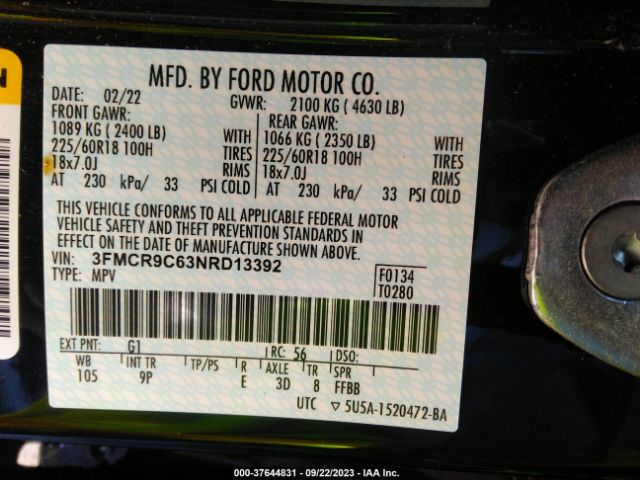 MFD. BY FORD MOTOR CO.
DATE: 02/22 GVWR: 2100 KG ( 4630 LB)
FRONT GAWR: REAR GAWR:
1089 KG ( 2400 LB) WITH 1066 KG ( 2350 LB) WITH
225/60R18 100H TIRES 225/60R18 100H TIRES
18x7.0J RIMS 18x7.0J RIMS
AT 230 kPa/ 33 PSI COLD AT 230 kPa/ 33 PSI COLD
THIS VEHICLE CONFORMS TO ALL APPLICABLE FEDERAL MOTOR
VEHICLE SAFETY AND THEFT PREVENTION STANDARDS IN
EFFECT ON THE DATE OF MANUFACTURE SHOWN ABOVE.
VIN: 3FMCR9C63NRD13392 F0134
TYPE: MPV T0280
EXT PNT: G1 RC: 56 DSO:
WB INT TR TP/PS R AXLE TR SPR
105 9P E 3D 8 FFBB
UTC ▽5U5A-1520472-BA
000-37644831 - 09/22/2023 - IAA Inc.